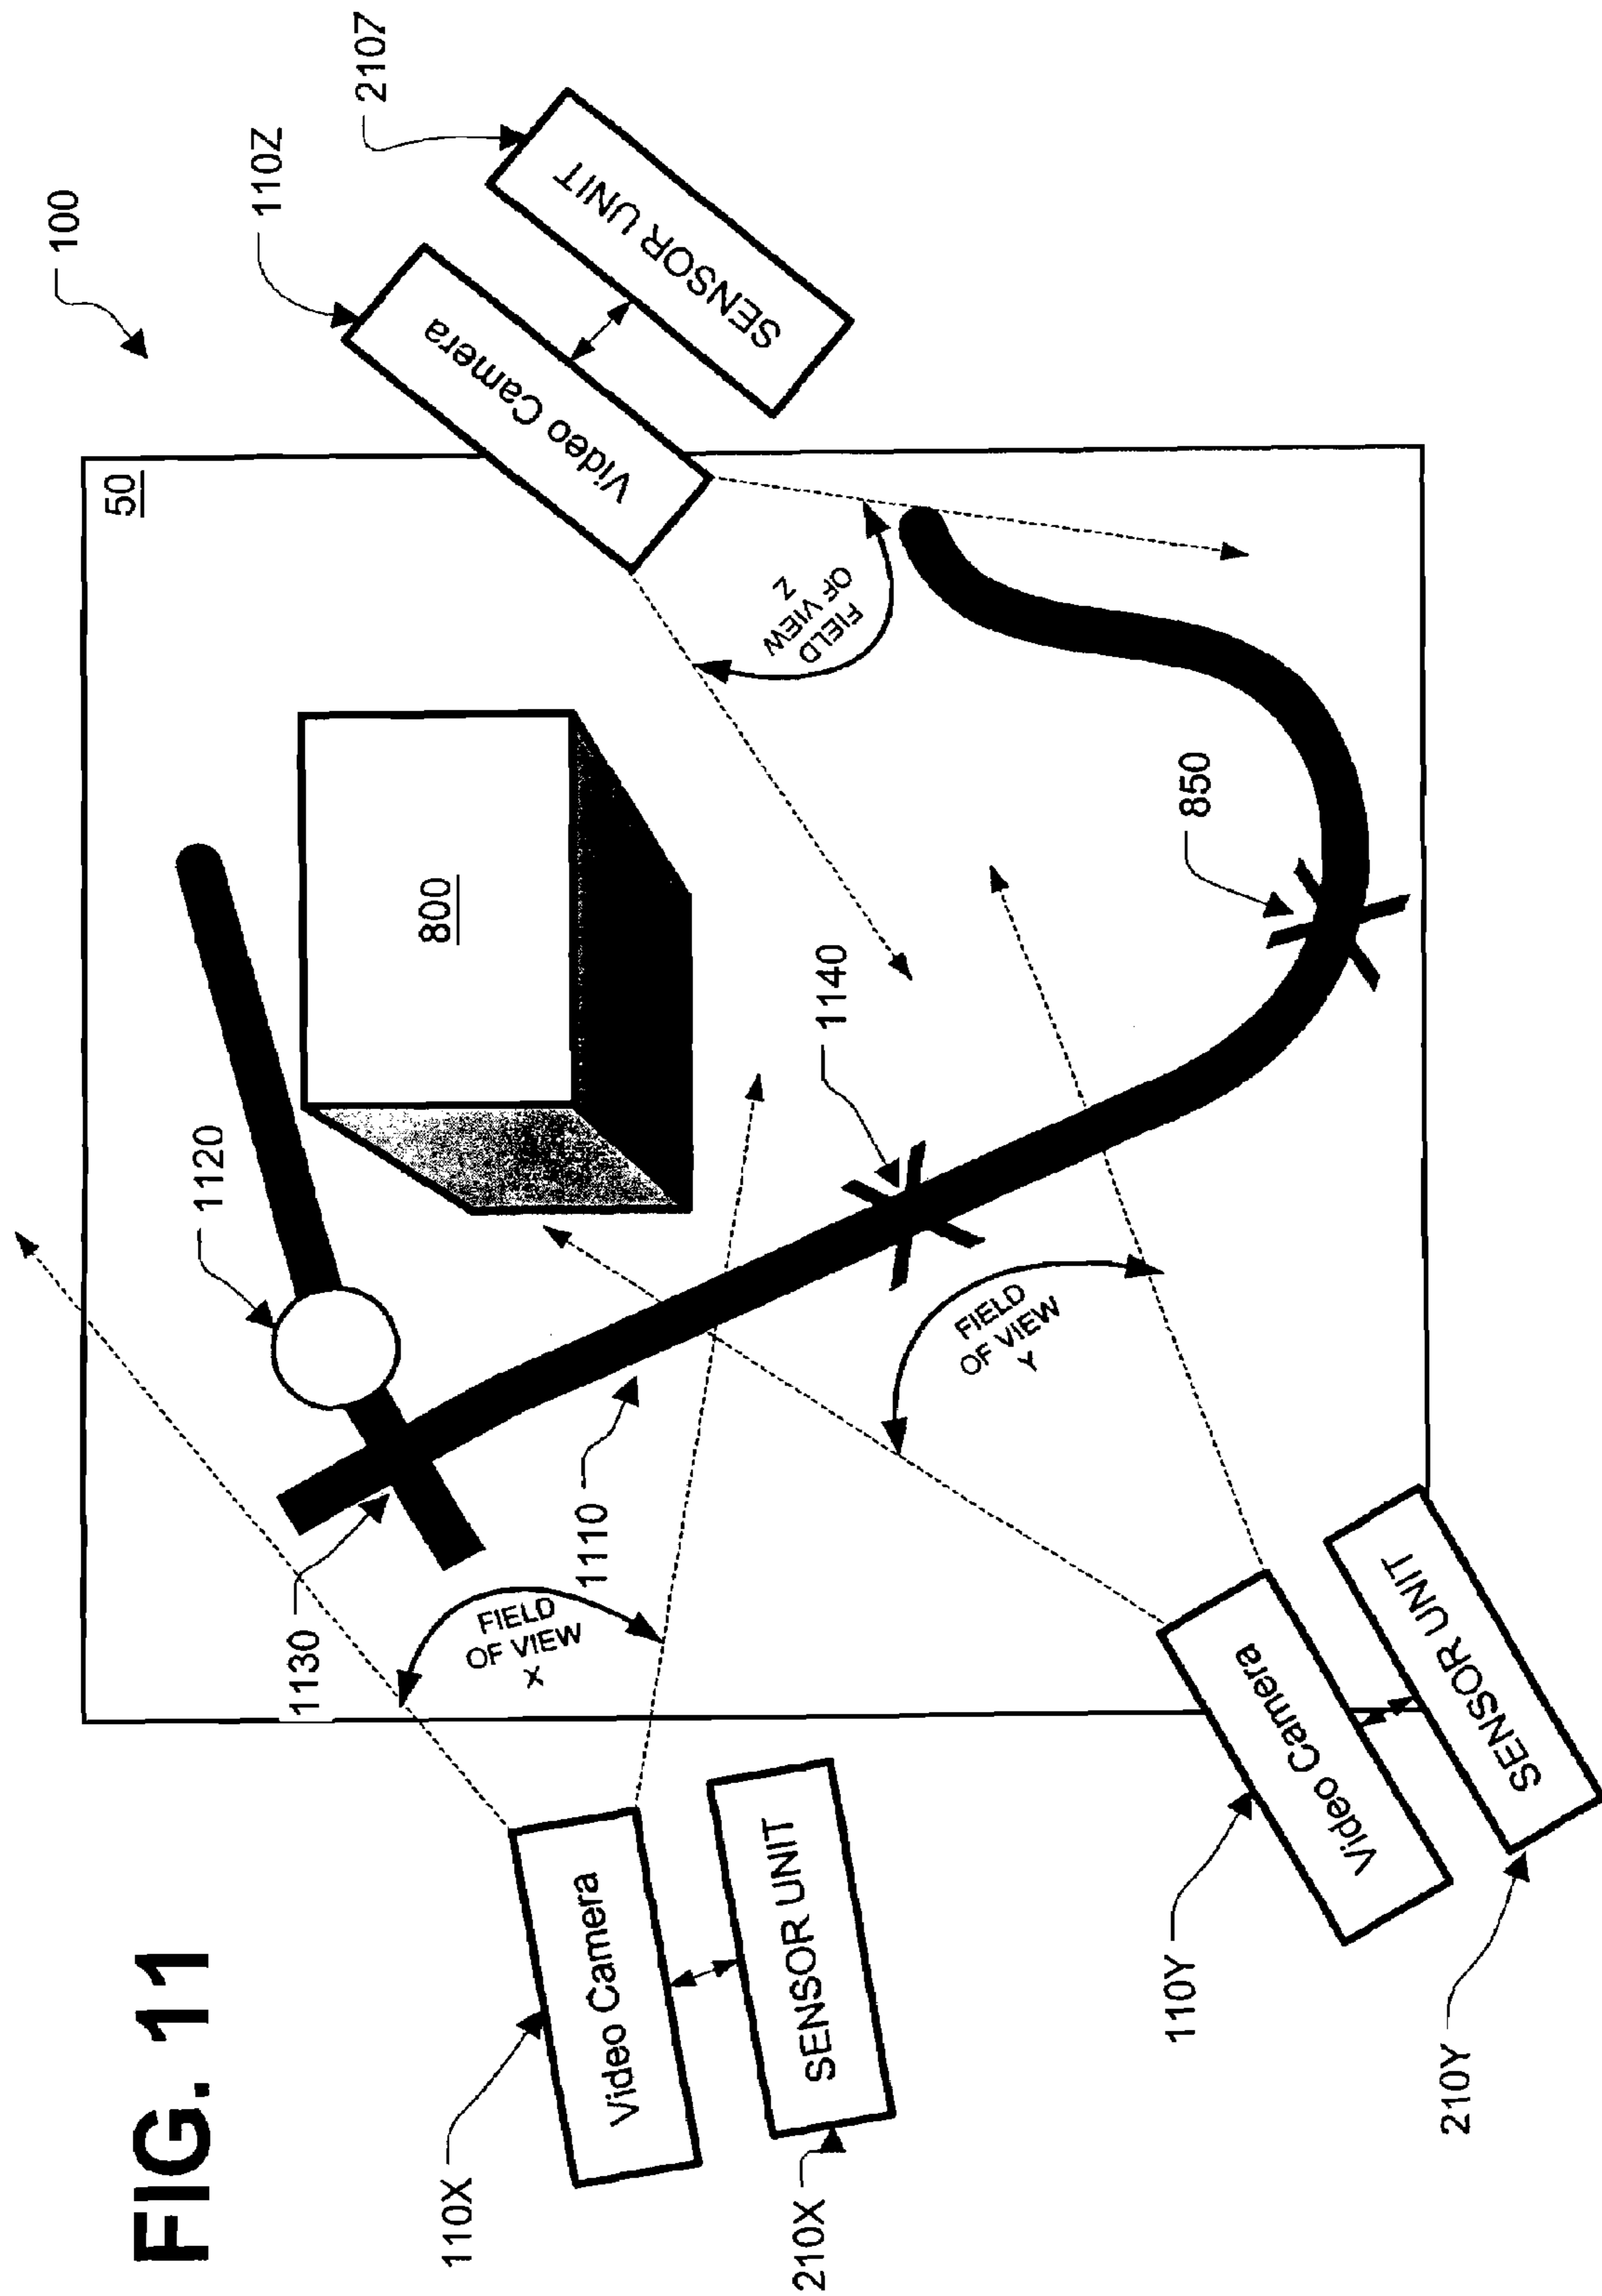 FIG. 11
100
50
110Z
2107
Video Camera
SENSOR UNIT
FIELD
OF VIEW
Z
800
1120
1130
1110
1140
850
FIELD
OF VIEW
X
FIELD
OF VIEW
Y
110X
Video Camera
210X
SENSOR UNIT
110Y
Video Camera
210Y
SENSOR UNIT